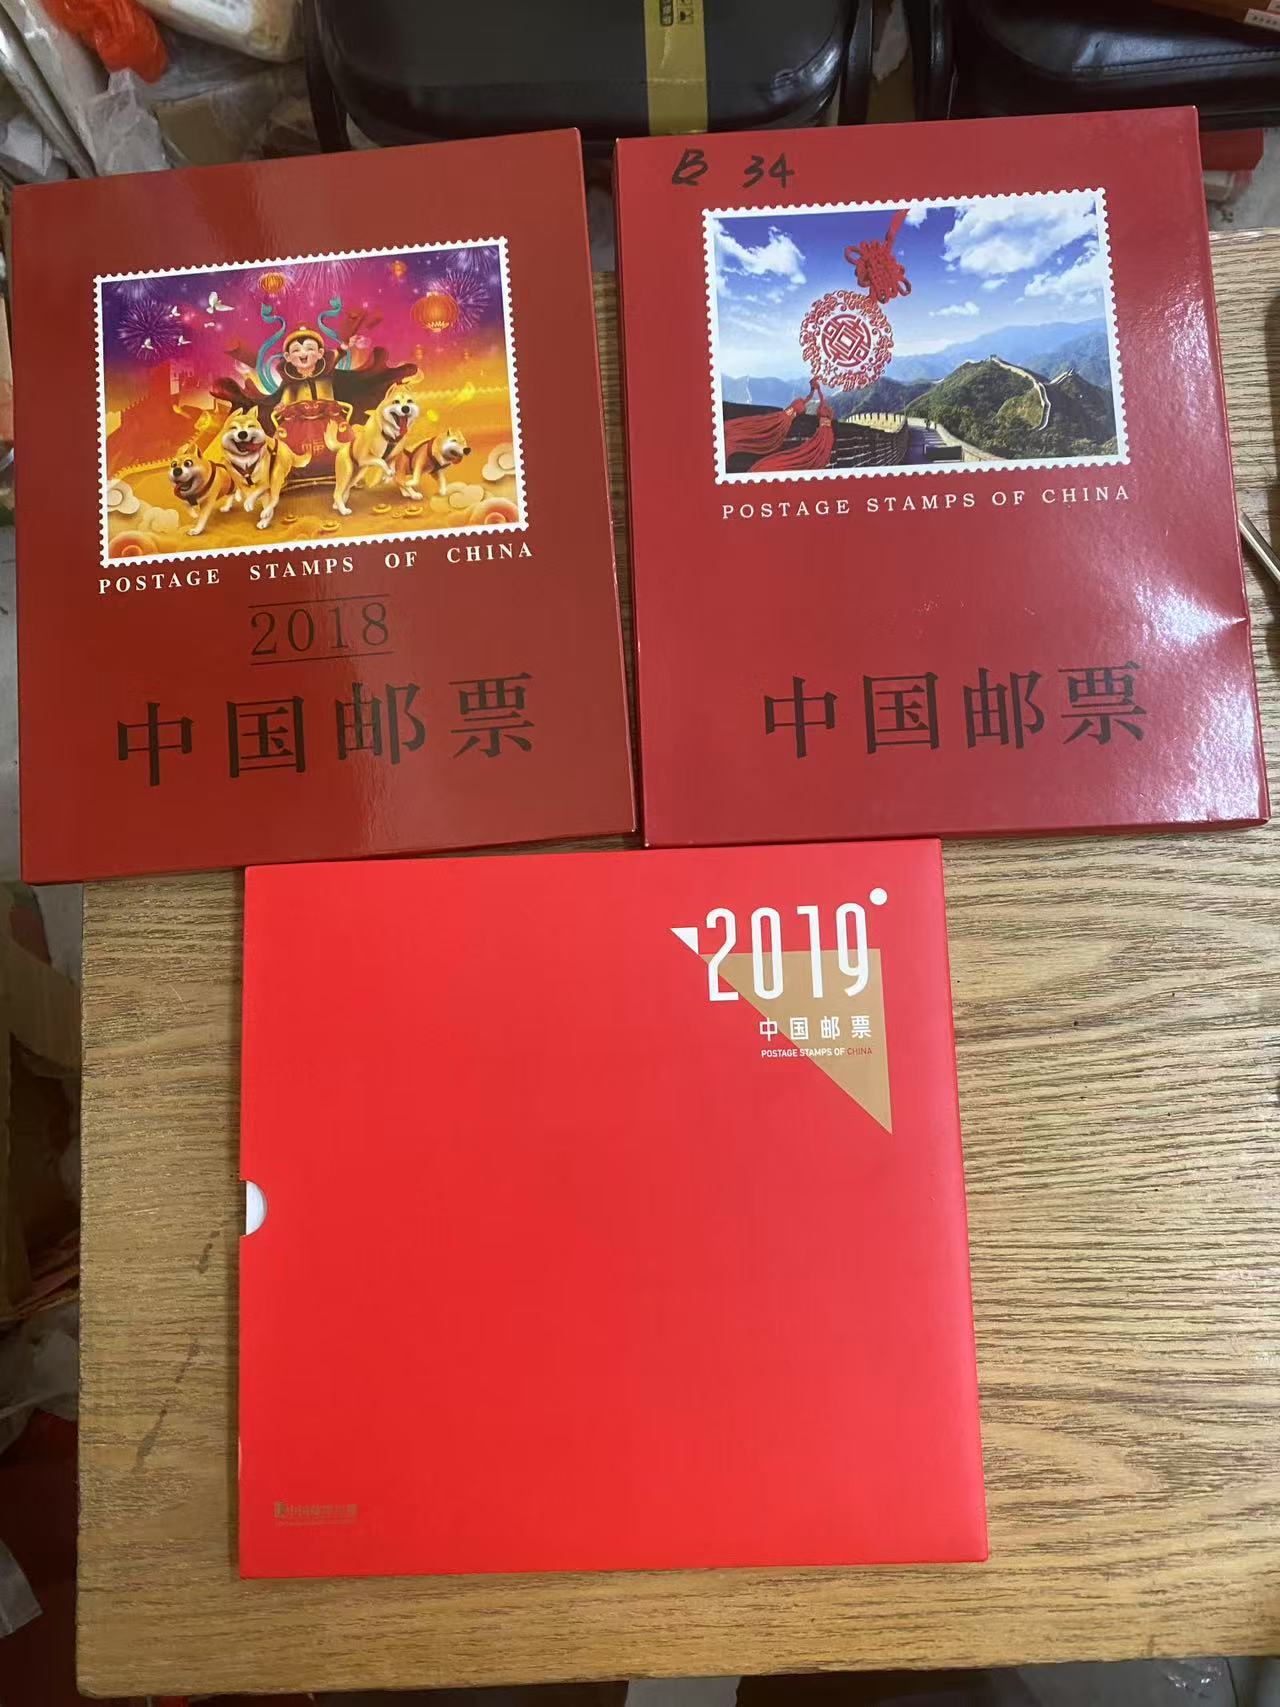 POSTAGE STAMPS OF CHINA
2018
中国邮票
B 34
POSTAGE STAMPS OF CHINA
中国邮票
2019
中国邮票
POSTAGE STAMPS OF CHINA